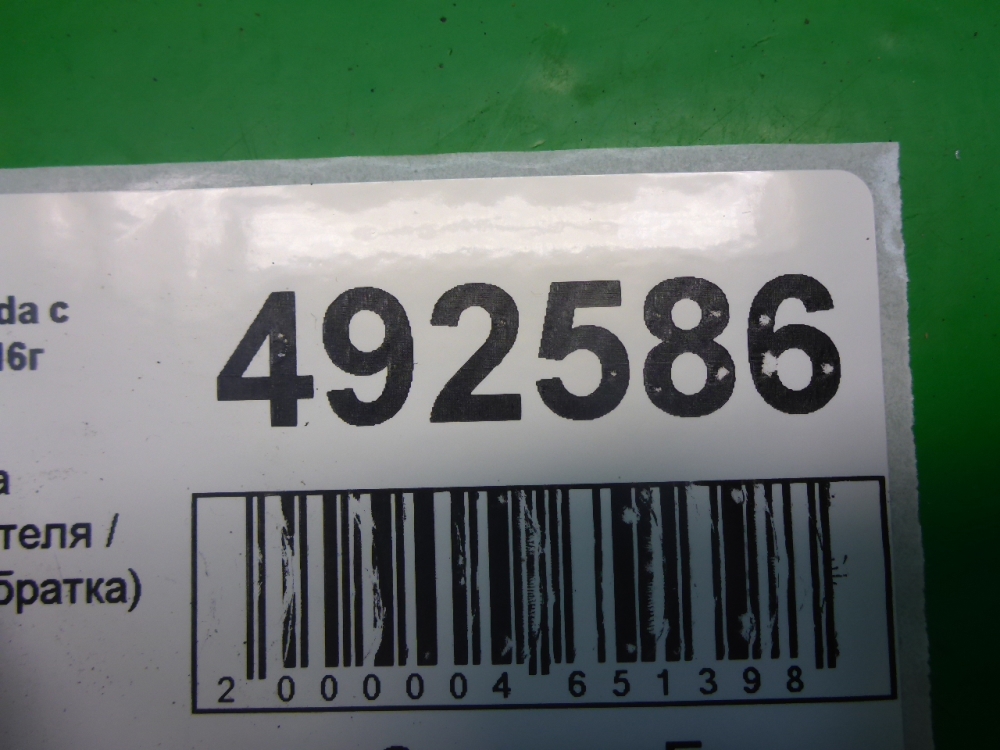 da с
492586
16г
а
теля /
братка)
2 000004 651398